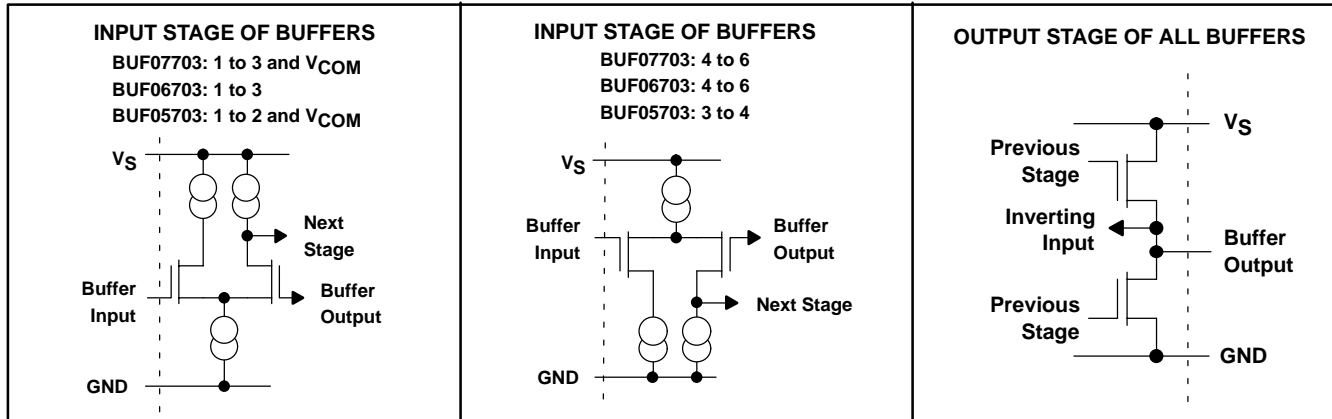 INPUT STAGE OF BUFFERS
BUF07703: 1 to 3 and VCOM
BUF06703: 1 to 3
BUF05703: 1 to 2 and VCOM
VS
Next
Stage
Buffer
Input
Buffer
Output
GND
INPUT STAGE OF BUFFERS
BUF07703: 4 to 6
BUF06703: 4 to 6
BUF05703: 3 to 4
VS
Buffer
Input
Buffer
Output
Next Stage
GND
OUTPUT STAGE OF ALL BUFFERS
VS
Previous
Stage
Inverting
Input
Buffer
Output
Previous
Stage
GND